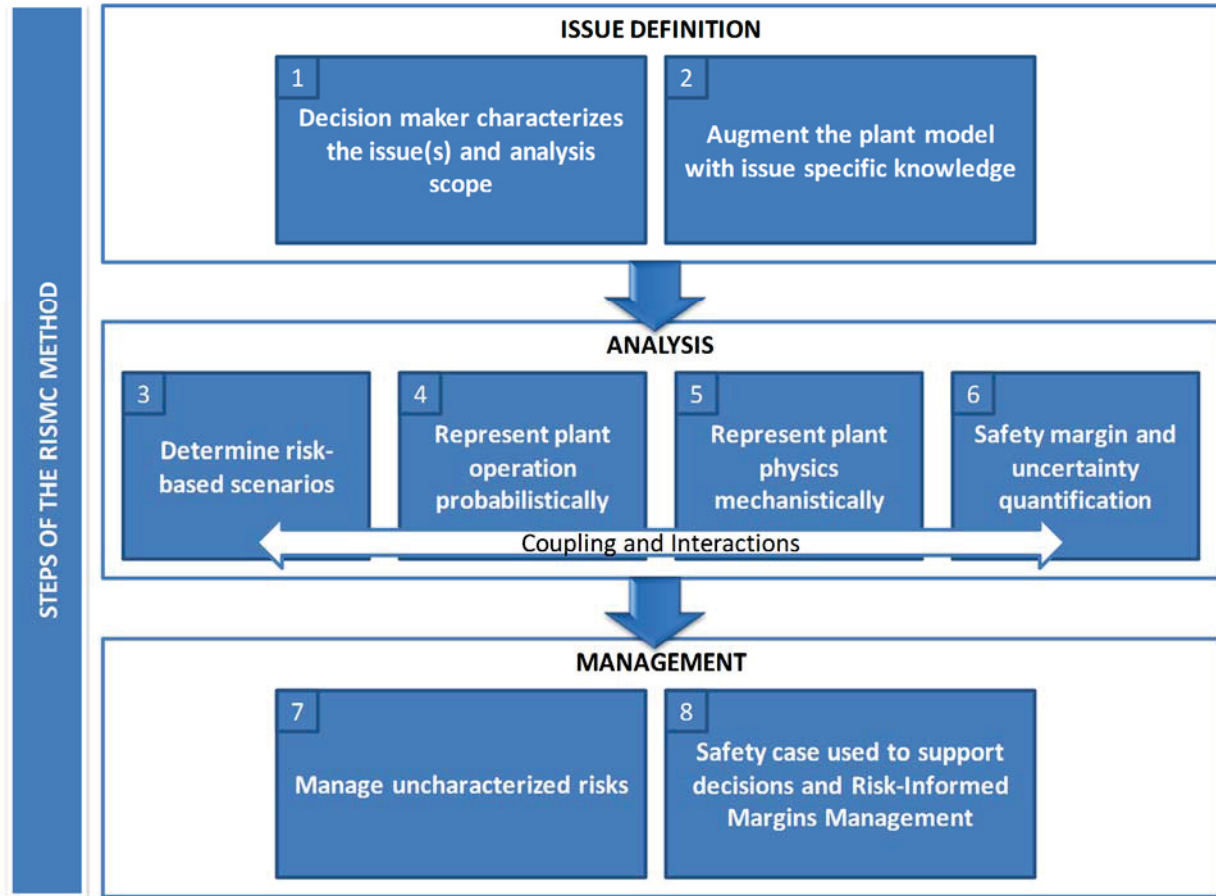 STEPS OF THE RISMC METHOD
ISSUE DEFINITION
1
Decision maker characterizes
the issue(s) and analysis
scope
2
Augment the plant model
with issue specific knowledge
ANALYSIS
3
Determine risk-
based scenarios
4
Represent plant
operation
probabilistically
5
Represent plant
physics
mechanistically
6
Safety margin and
uncertainty
quantification
Coupling and Interactions
MANAGEMENT
7
Manage uncharacterized risks
8
Safety case used to support
decisions and Risk-Informed
Margins Management